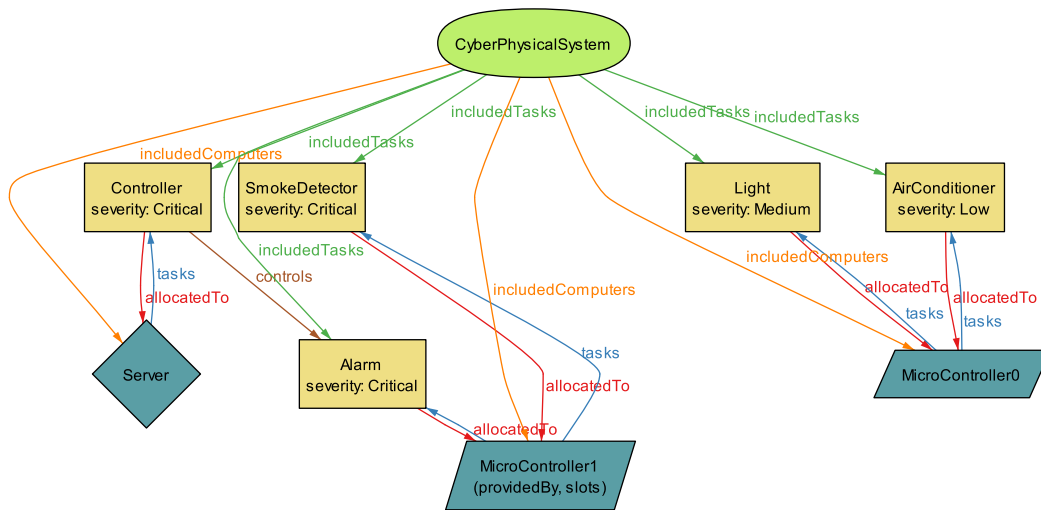 CyberPhysicalSystem
includedTasks
includedTasks
includedTasks
includedTasks
includedComputers
Controller
severity: Critical
SmokeDetector
severity: Critical
Light
severity: Medium
AirConditioner
severity: Low
includedTasks
includedComputers
controls
tasks
allocatedTo
includedComputers
allocatedTo
tasks
allocatedTo
tasks
Server
Alarm
severity: Critical
tasks
allocatedTo
allocatedTo
MicroController0
MicroController1
(providedBy, slots)